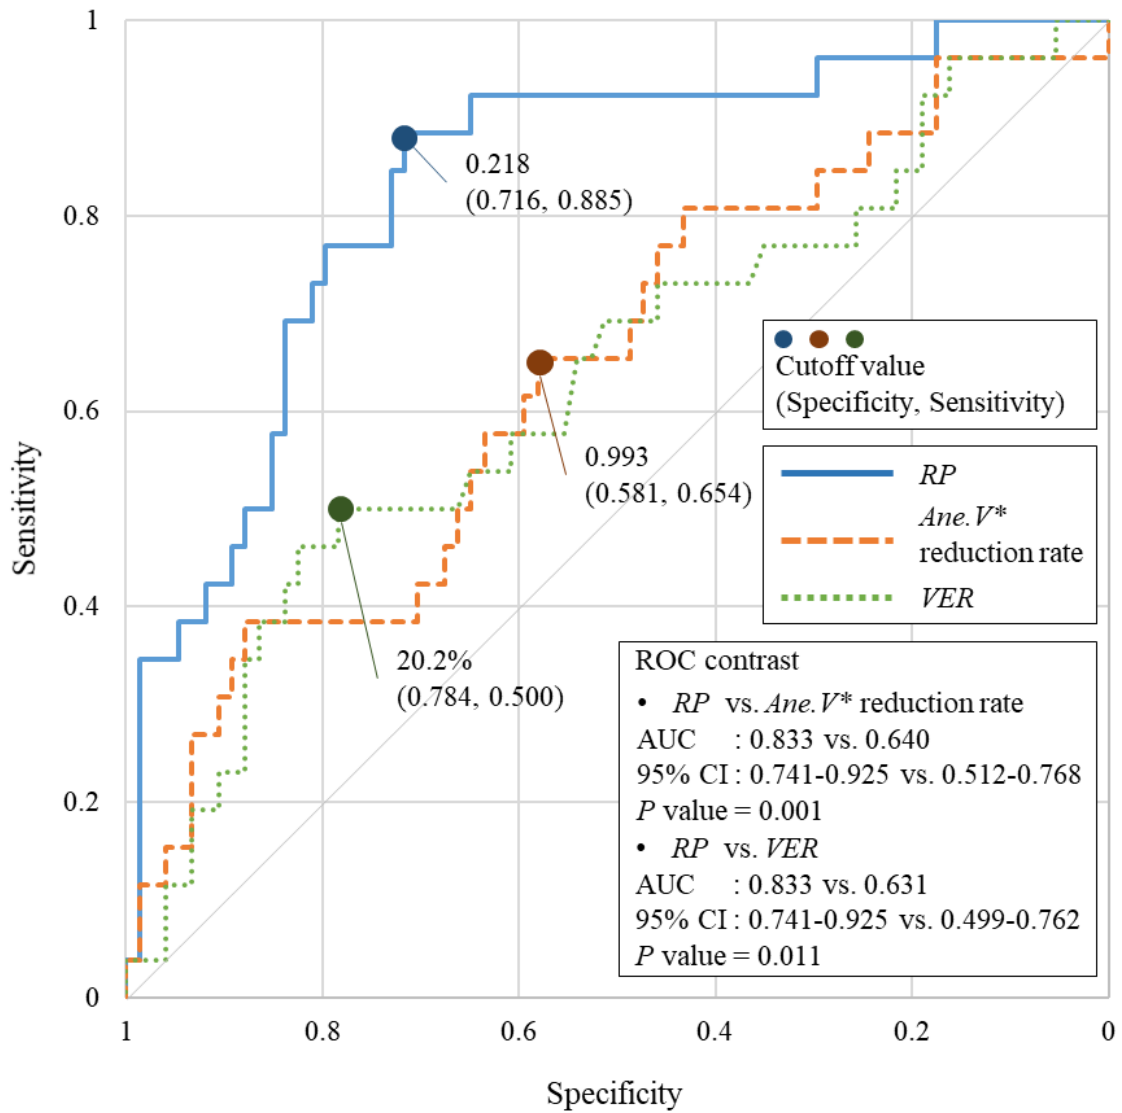 1
0.8
0.6
0.4
0.2
0
Sensitivity
1
0.8
0.6
0.4
0.2
0
Specificity
0.218
(0.716, 0.885)
0.993
(0.581, 0.654)
20.2%
(0.784, 0.500)
Cutoff value
(Specificity, Sensitivity)
RP
Ane.V*
reduction rate
VER
ROC contrast
• RP vs. Ane.V* reduction rate
AUC : 0.833 vs. 0.640
95% CI : 0.741-0.925 vs. 0.512-0.768
P value = 0.001
• RP vs. VER
AUC : 0.833 vs. 0.631
95% CI : 0.741-0.925 vs. 0.499-0.762
P value = 0.011